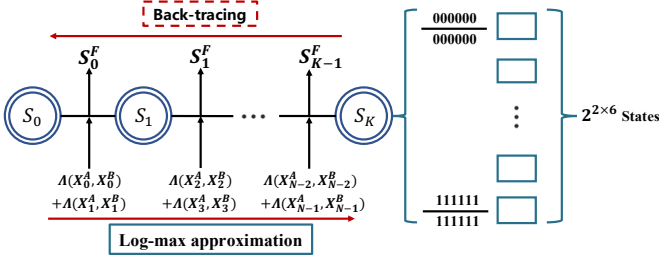 Back-tracing
S_0^F S_1^F S_{K-1}^F
S_0 S_1 ⋯ S_K
Λ(X_0^A, X_0^B) Λ(X_2^A, X_2^B) Λ(X_{N-2}^A, X_{N-2}^B)
+Λ(X_1^A, X_1^B) +Λ(X_3^A, X_3^B) +Λ(X_{N-1}^A, X_{N-1}^B)
Log-max approximation
000000
000000
⋮
2^{2×6} States
111111
111111